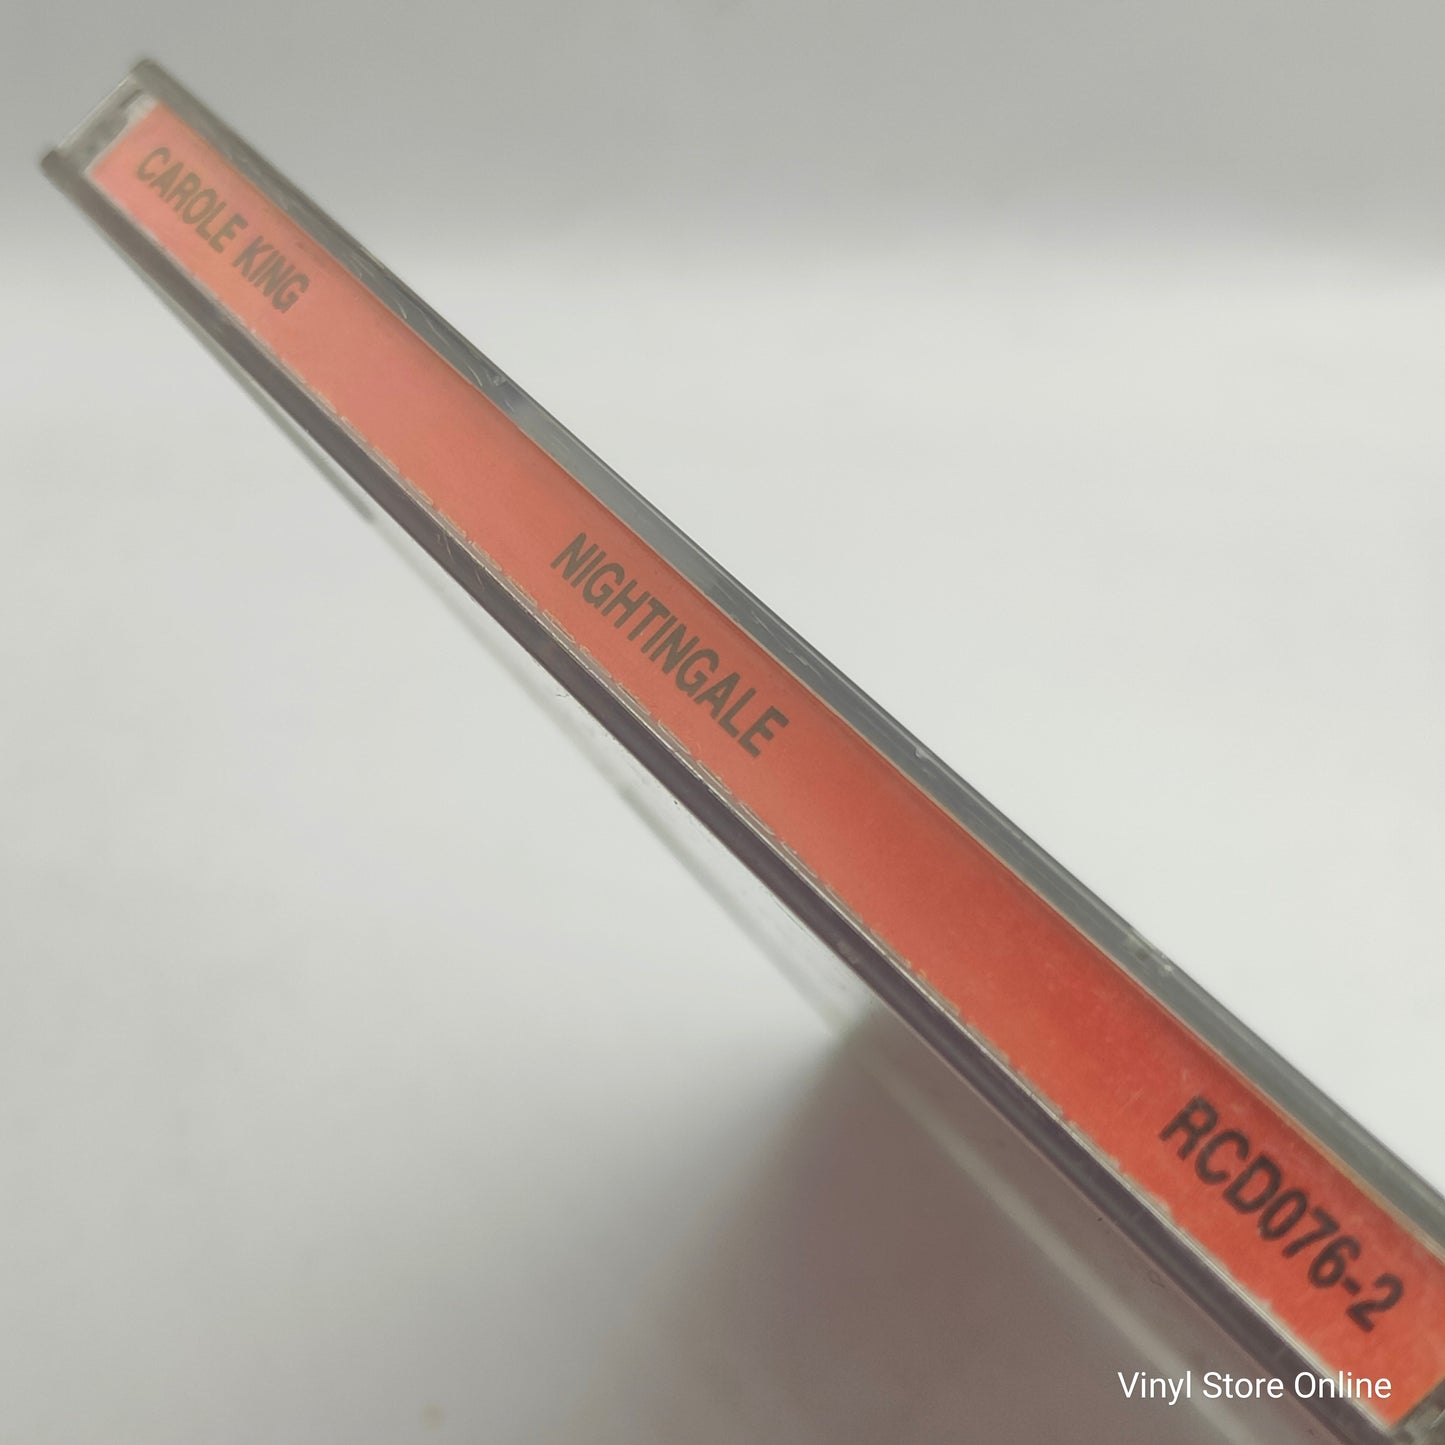 CAROLE KING
NIGHTINGALE
RCD076-2
Vinyl Store Online